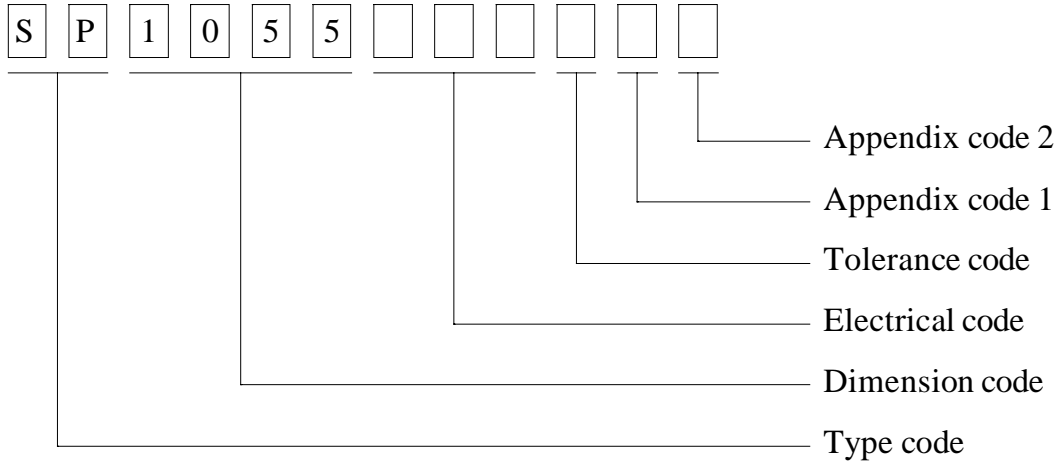 S P 1 0 5 5
Appendix code 2
Appendix code 1
Tolerance code
Electrical code
Dimension code
Type code